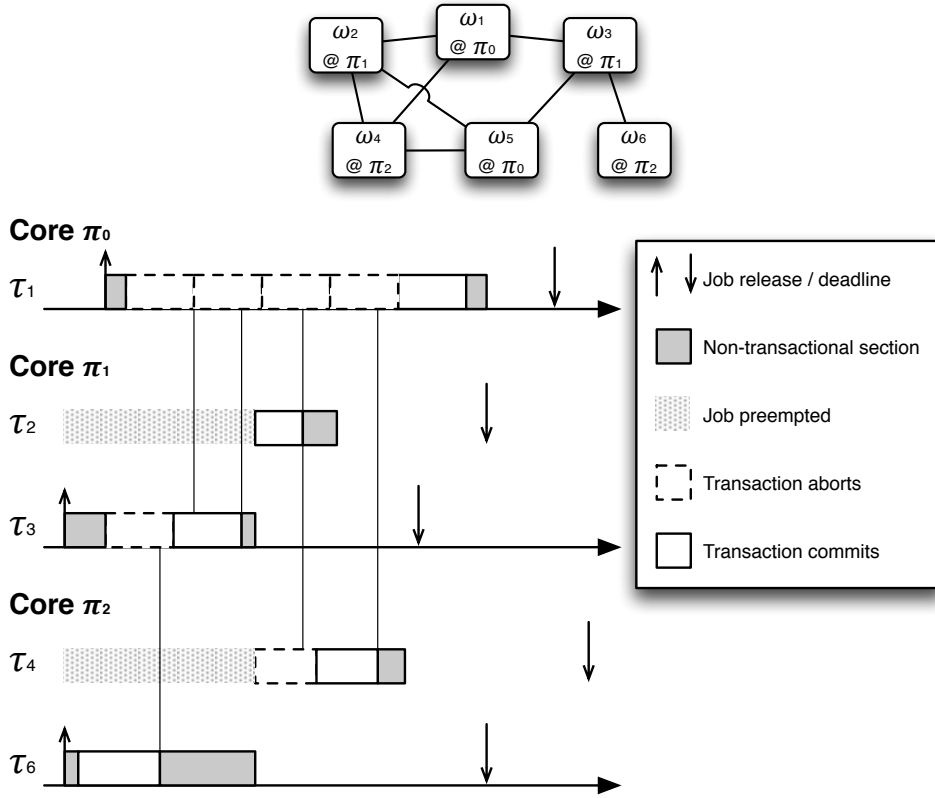 ω2
@ π1
ω1
@ π0
ω3
@ π1
ω4
@ π2
ω5
@ π0
ω6
@ π2
Core π0
τ1
Core π1
τ2
τ3
Core π2
τ4
τ6
Job release / deadline
Non-transactional section
Job preempted
Transaction aborts
Transaction commits